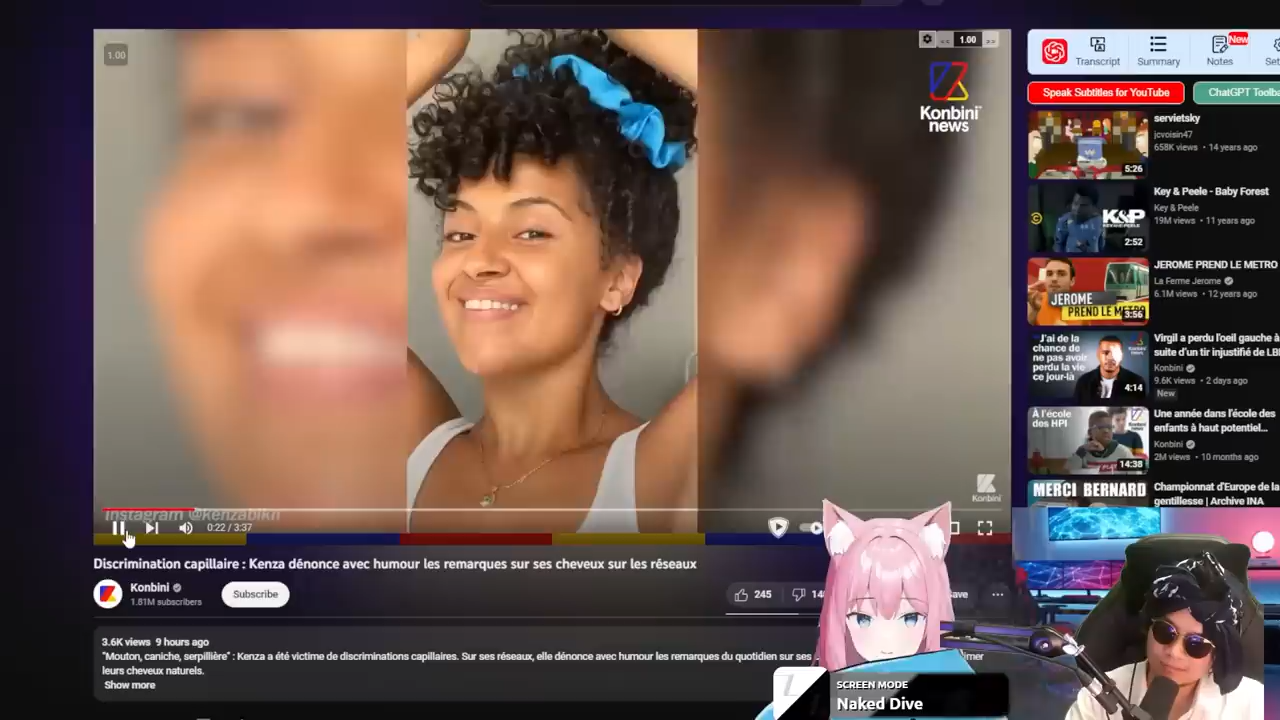 1.00
1.00
Konbini
news
Konbini
Instagram @kenzabikri
0:22 / 3:37
Discrimination capillaire : Kenza dénonce avec humour les remarques sur ses cheveux sur les réseaux
Konbini
1.81M subscribers
Subscribe
245
3.6K views 9 hours ago
"Mouton, caniche, serpillière" : Kenza a été victime de discriminations capillaires. Sur ses réseaux, elle dénonce avec humour les remarques du quotidien sur ses
leurs cheveux naturels.
Show more
SCREEN MODE
Naked Dive
Transcript
Summary
New
Notes
Speak Subtitles for YouTube
servietsky
jcvoisin47
658K views • 14 years ago
5:26
Key & Peele - Baby Forest
Key & Peele
19M views • 11 years ago
K&P
2:52
JEROME PREND LE METRO
La Ferme Jerome
6.1M views • 12 years ago
JEROME
PREND LE METRO
3:56
Virgil a perdu l'oeil gauche à
suite d'un tir injustifié de
Konbini
9.6K views • 2 days ago
New
J'ai de la
chance de
ne pas avoir
perdu la vie
ce jour-là
4:14
Une année dans l'école des
enfants à haut potentiel...
Konbini
2M views • 10 months ago
À l'école
des HPI
14:38
Championnat d'Europe de la
gentillesse | Archive INA
MERCI BERNARD